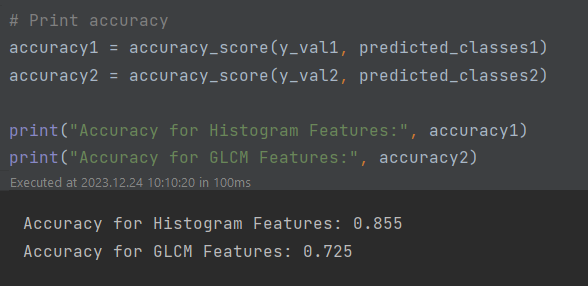 # Print accuracy
accuracy1 = accuracy_score(y_val1, predicted_classes1)
accuracy2 = accuracy_score(y_val2, predicted_classes2)
print("Accuracy for Histogram Features:", accuracy1)
print("Accuracy for GLCM Features:", accuracy2)
Executed at 2023.12.24 10:10:20 in 100ms
Accuracy for Histogram Features: 0.855
Accuracy for GLCM Features: 0.725